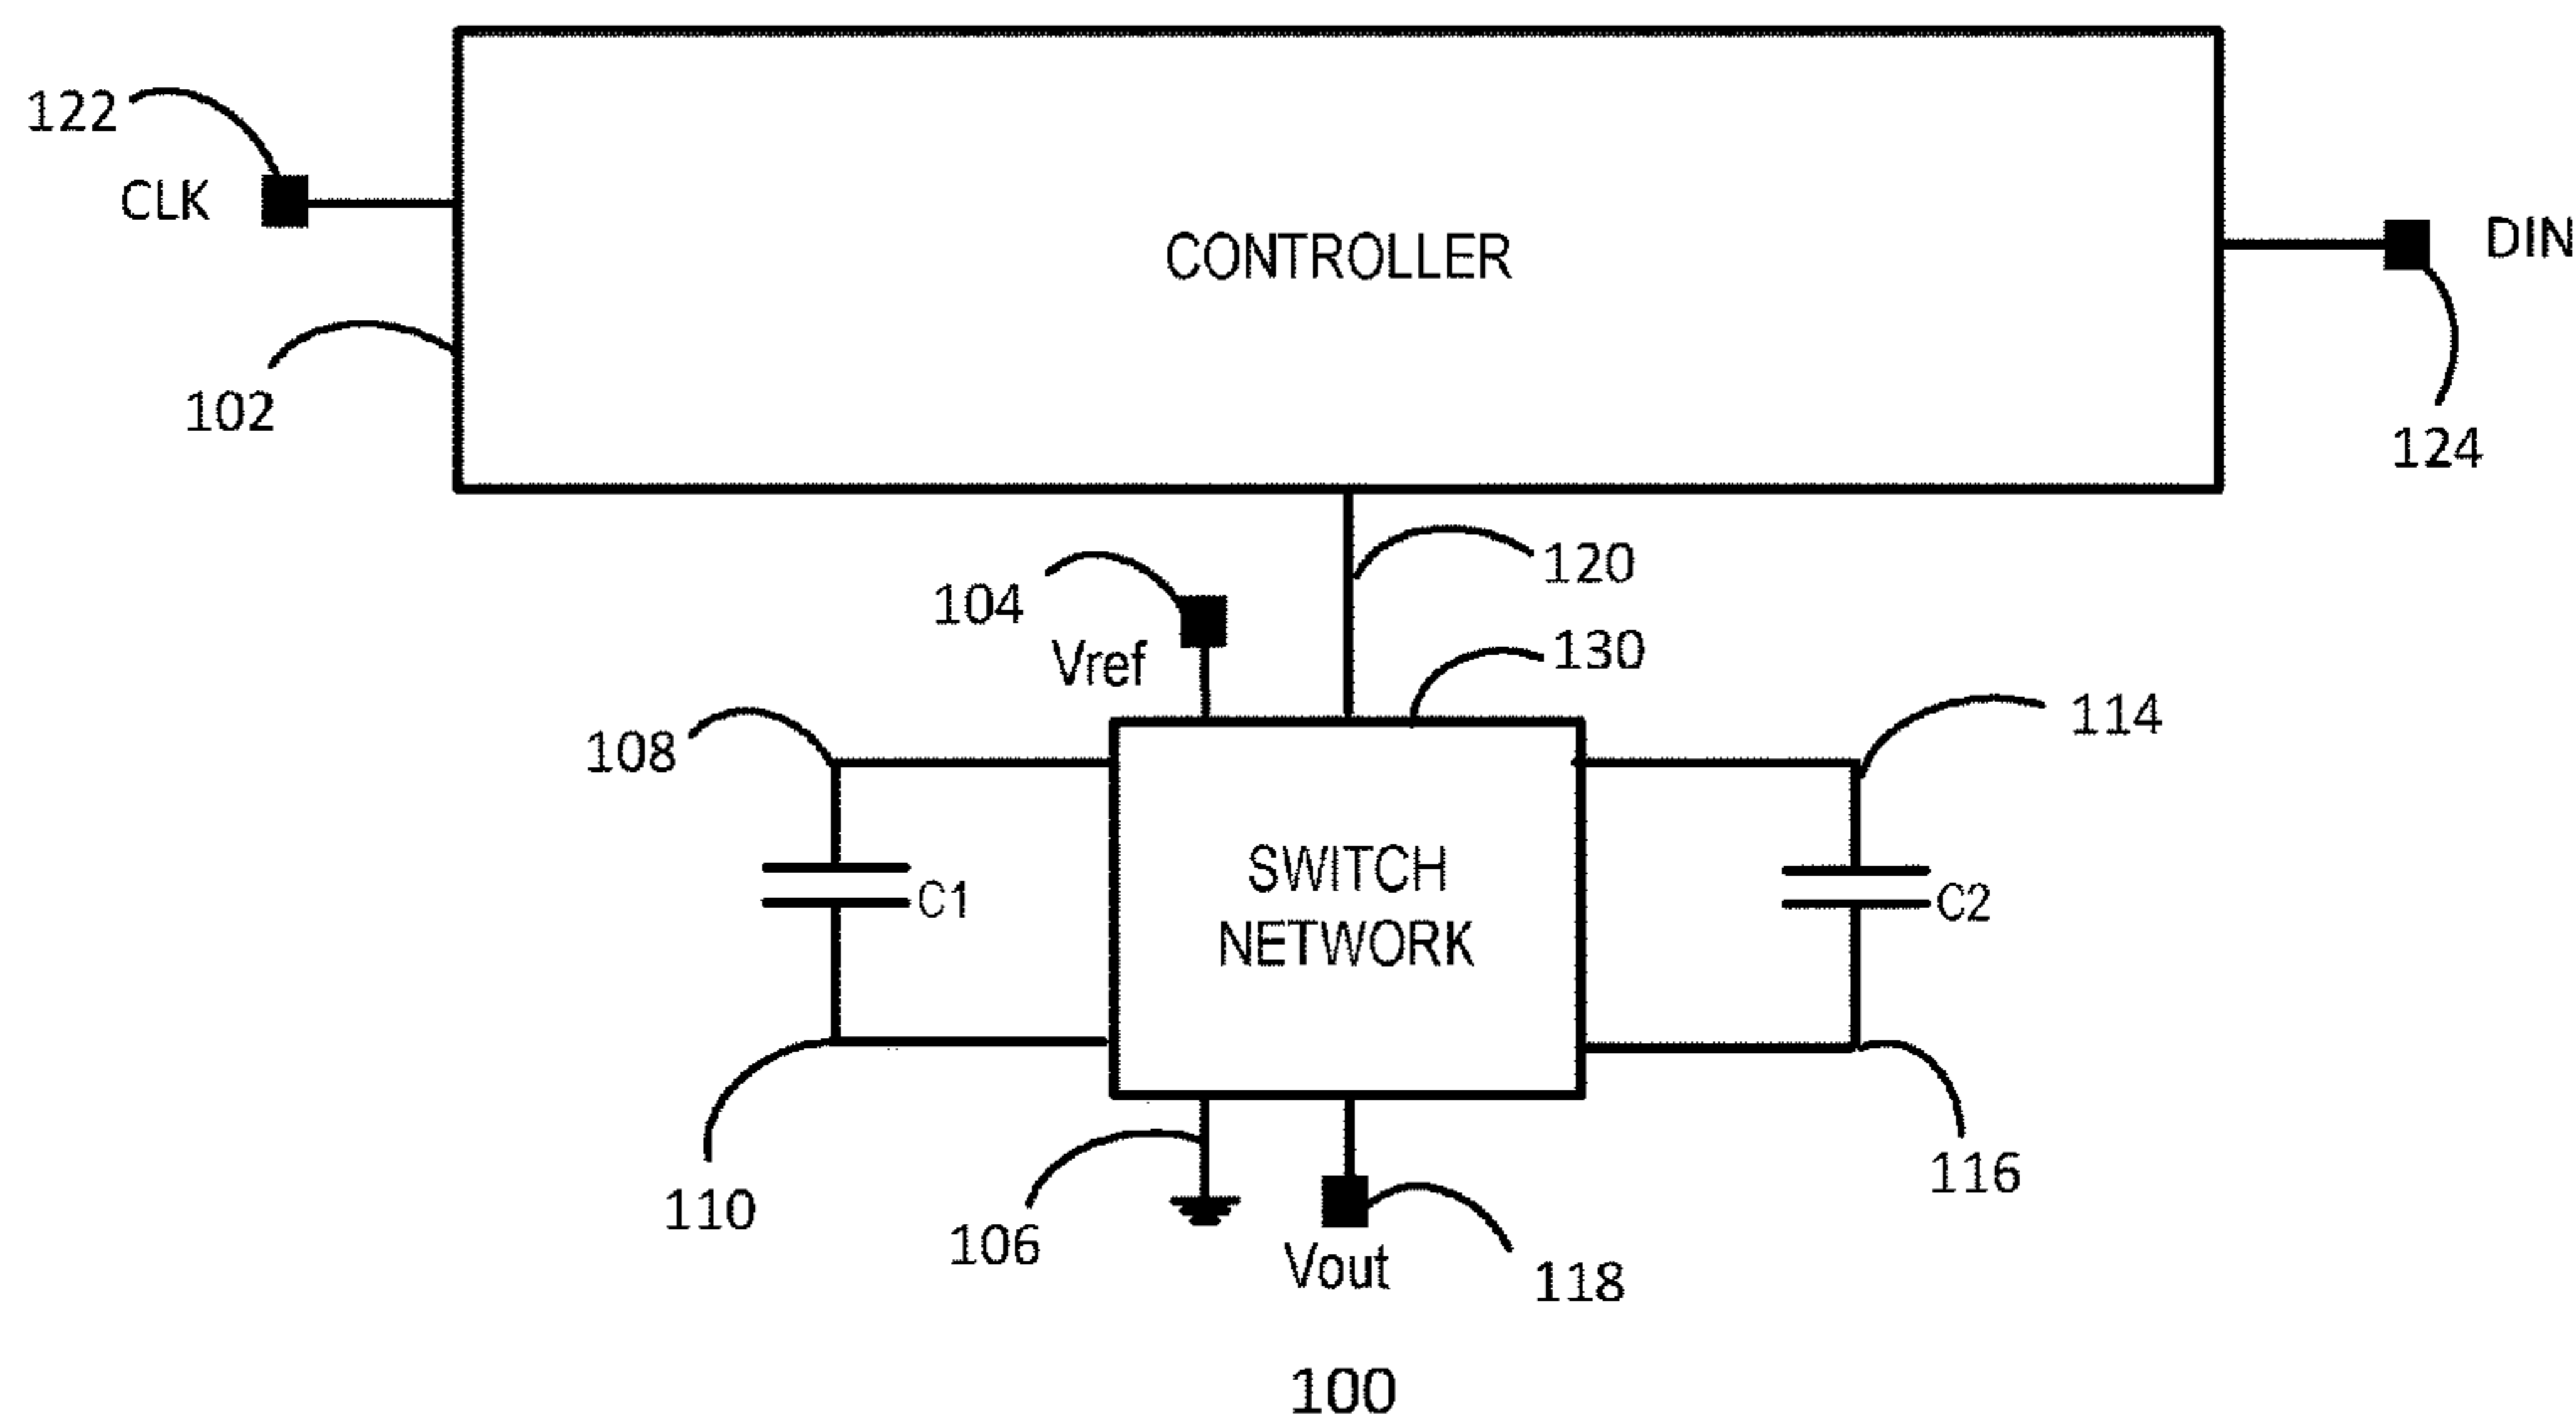 122
CLK
CONTROLLER
DIN
102
124
120
104
130
Vref
114
108
SWITCH
NETWORK
C1
C2
116
110
106
Vout
118
100